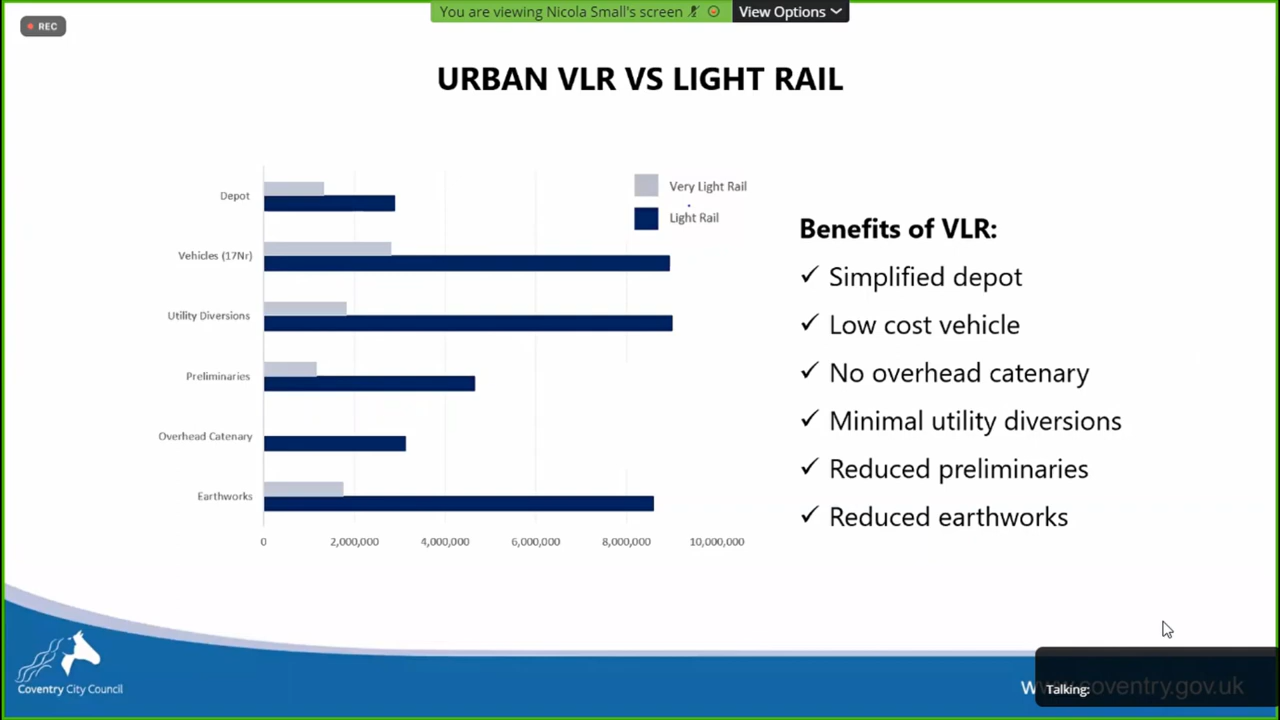 You are viewing Nicola Small's screen
View Options
REC
URBAN VLR VS LIGHT RAIL
Very Light Rail
Light Rail
Depot
Vehicles (17Nr)
Utility Diversions
Preliminaries
Overhead Catenary
Earthworks
0 2,000,000 4,000,000 6,000,000 8,000,000 10,000,000
Benefits of VLR:
✓ Simplified depot
✓ Low cost vehicle
✓ No overhead catenary
✓ Minimal utility diversions
✓ Reduced preliminaries
✓ Reduced earthworks
Coventry City Council
www.coventry.gov.uk
Talking: